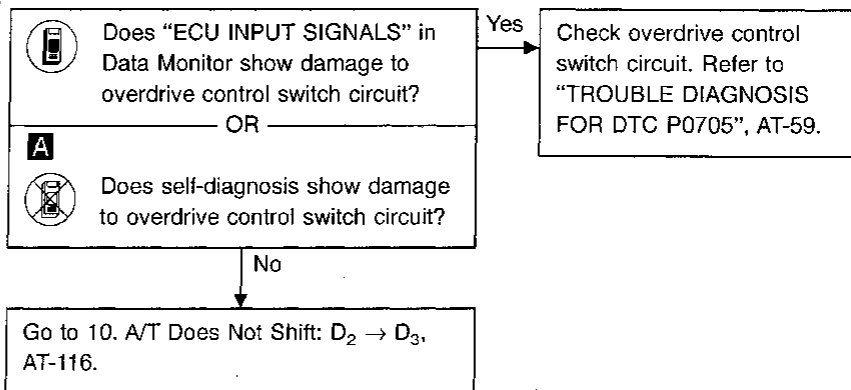 Does “ECU INPUT SIGNALS” in
Data Monitor show damage to
overdrive control switch circuit?
OR
A
Does self-diagnosis show damage
to overdrive control switch circuit?
Yes
Check overdrive control
switch circuit. Refer to
“TROUBLE DIAGNOSIS
FOR DTC P0705”, AT-59.
No
Go to 10. A/T Does Not Shift: D₂ → D₃,
AT-116.